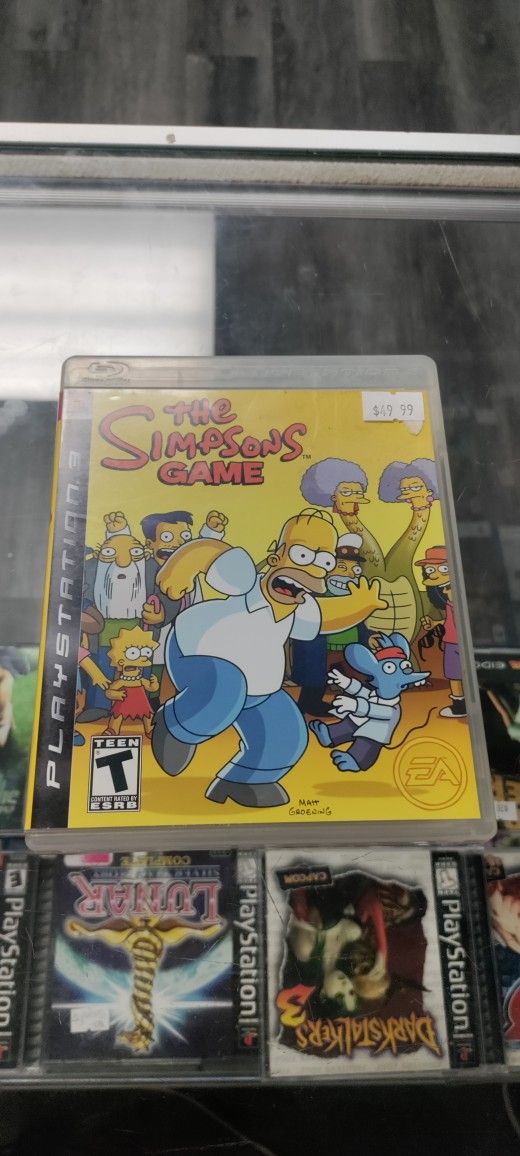 THE
SIMPSONS
GAME
TM
$49 99
PLAYSTATION 3
TEEN
T
CONTENT RATED BY
ESRB
MATT
GROENING
EA
COMPLETE
LUNAR
PlayStation
CAPCOM
DARKSTALKERS
3
PlayStation
E
PlayStation